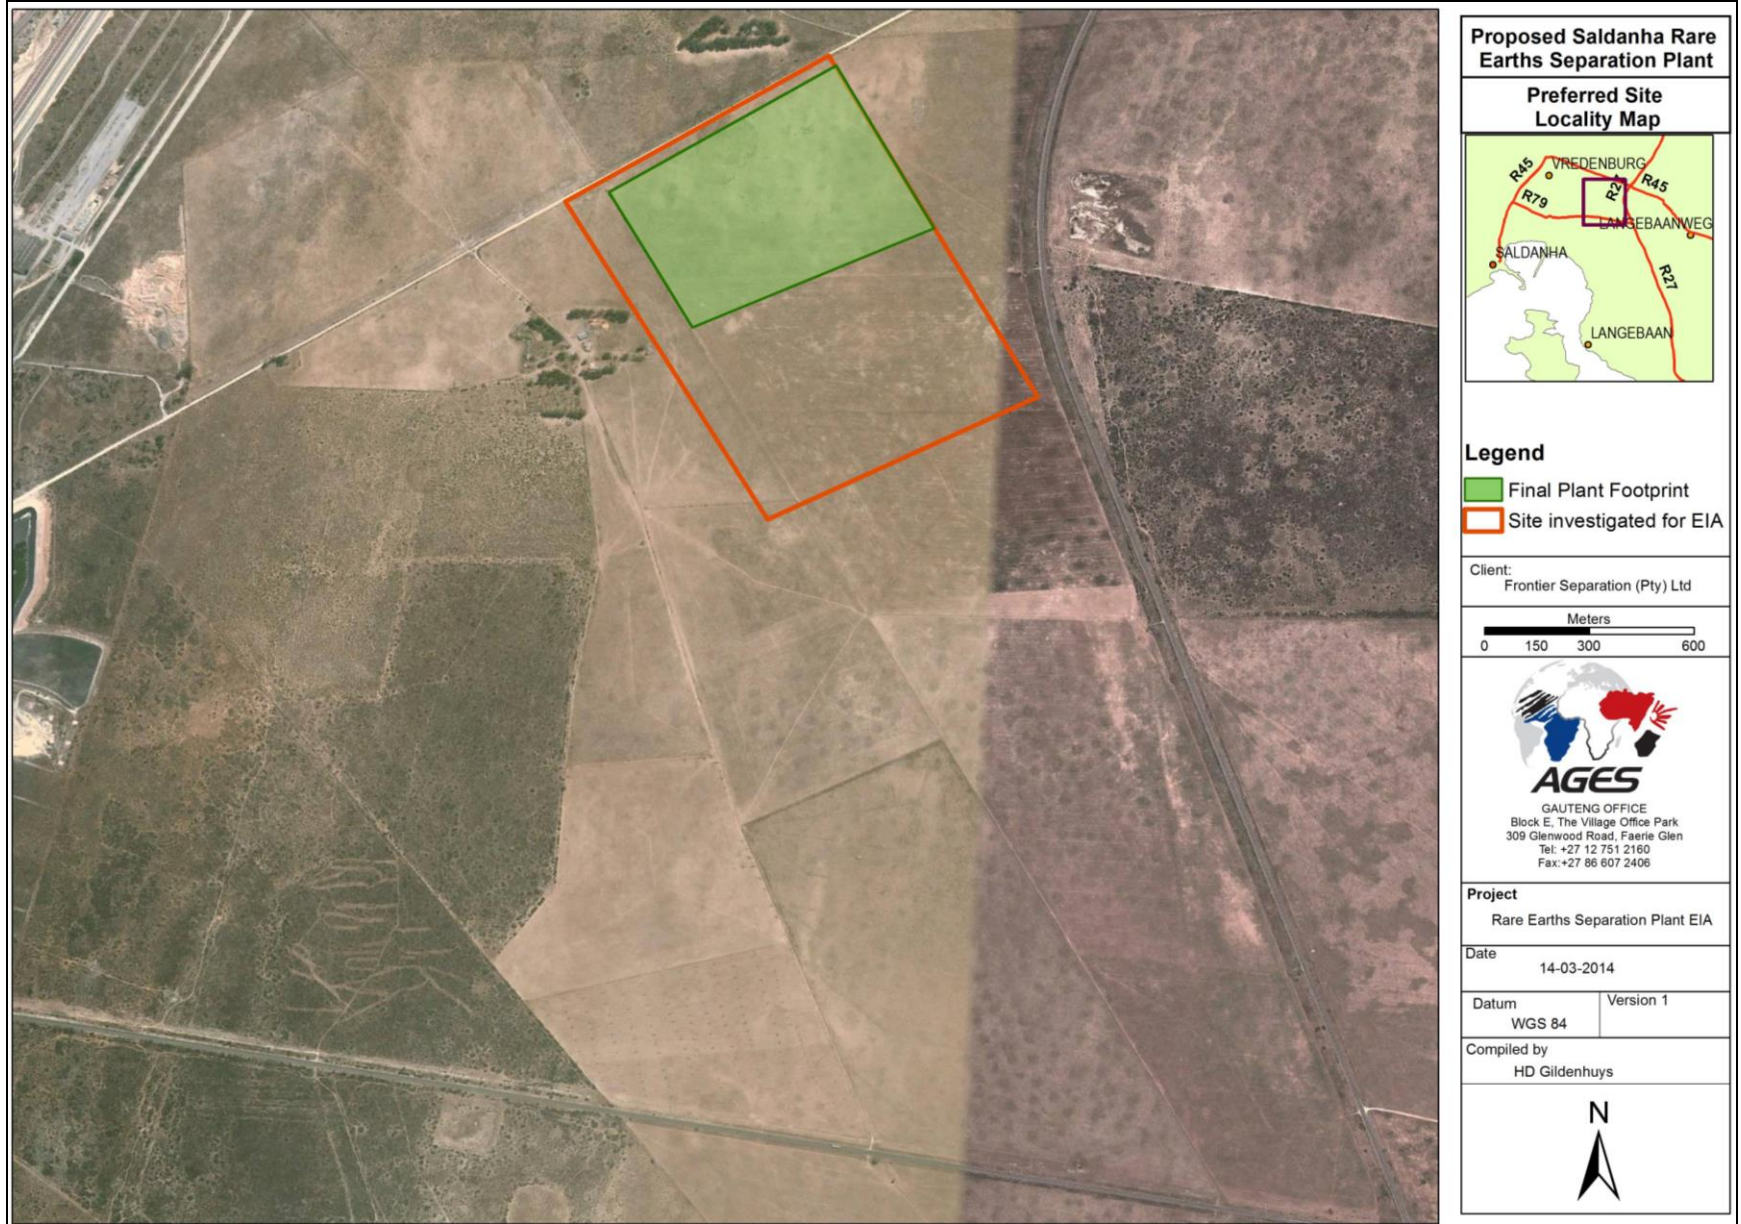 Proposed Saldanha Rare
Earths Separation Plant
Preferred Site
Locality Map
R45
VREDENBURG
R2
R45
R79
LANGEBAANWEG
SALDANHA
R27
LANGEBAAN
Legend
Final Plant Footprint
Site investigated for EIA
Client:
Frontier Separation (Pty) Ltd
Meters
0 150 300 600
AGES
GAUTENG OFFICE
Block E, The Village Office Park
309 Glenwood Road, Faerie Glen
Tel: +27 12 751 2160
Fax:+27 86 607 2406
Project
Rare Earths Separation Plant EIA
Date
14-03-2014
Datum
Version 1
WGS 84
Compiled by
HD Gildenhuys
N